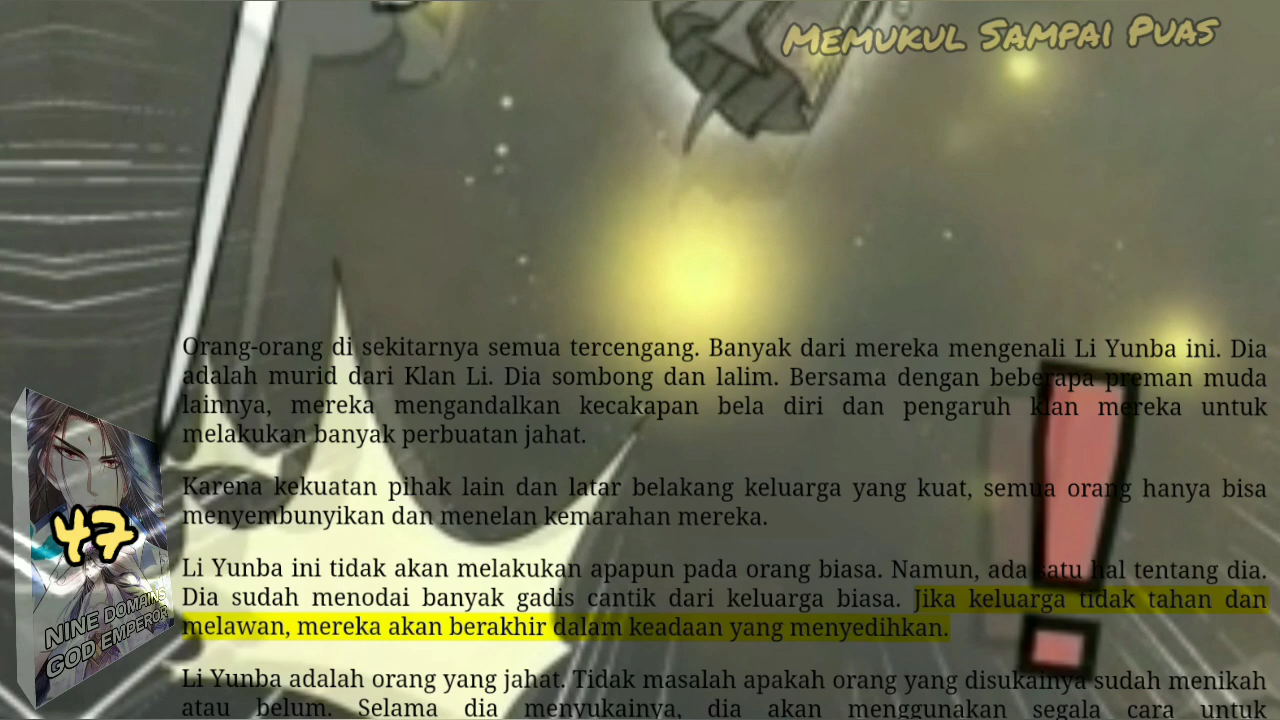 Memukul Sampai Puas
Orang-orang di sekitarnya semua tercengang. Banyak dari mereka mengenali Li Yunba ini. Dia
adalah murid dari Klan Li. Dia sombong dan lalim. Bersama dengan beberapa preman muda
lainnya, mereka mengandalkan kecakapan bela diri dan pengaruh klan mereka untuk
melakukan banyak perbuatan jahat.
Karena kekuatan pihak lain dan latar belakang keluarga yang kuat, semua orang hanya bisa
menyembunyikan dan menelan kemarahan mereka.
Li Yunba ini tidak akan melakukan apapun pada orang biasa. Namun, ada satu hal tentang dia.
Dia sudah menodai banyak gadis cantik dari keluarga biasa. Jika keluarga tidak tahan dan
melawan, mereka akan berakhir dalam keadaan yang menyedihkan.
Li Yunba adalah orang yang jahat. Tidak masalah apakah orang yang disukainya sudah menikah
atau belum. Selama dia menyukainya, dia akan menggunakan segala cara untuk
47
NINE DOMAINS
GOD EMPEROR